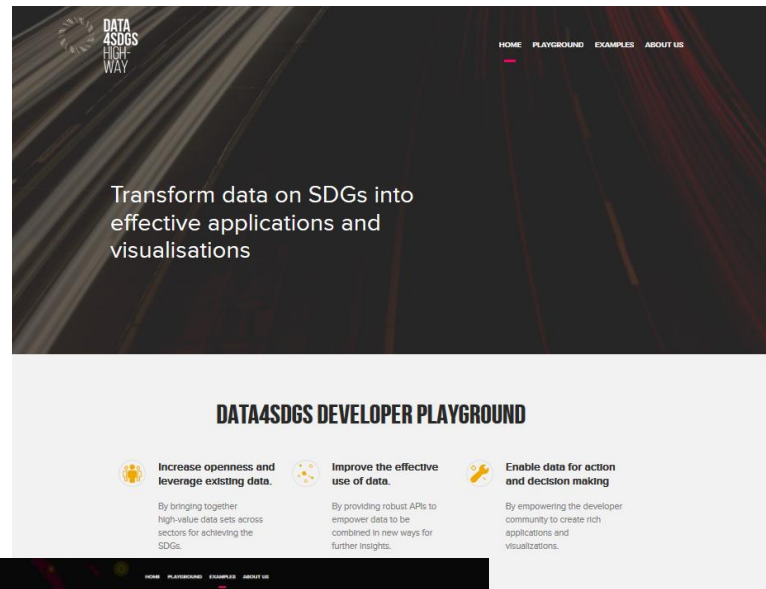 DATA
4SDGS
HIGH-
WAY
HOME PLAYGROUND EXAMPLES ABOUT US
Transform data on SDGs into
effective applications and
visualisations
DATA4SDGS DEVELOPER PLAYGROUND
Increase openness and
leverage existing data.
By bringing together
high-value data sets across
sectors for achieving the
SDGs.
Improve the effective
use of data.
By providing robust APIs to
empower data to be
combined in new ways for
further insights.
Enable data for action
and decision making
By empowering the developer
community to create rich
applications and
visualizations.
HOME PLAYGROUND EXAMPLES ABOUT US